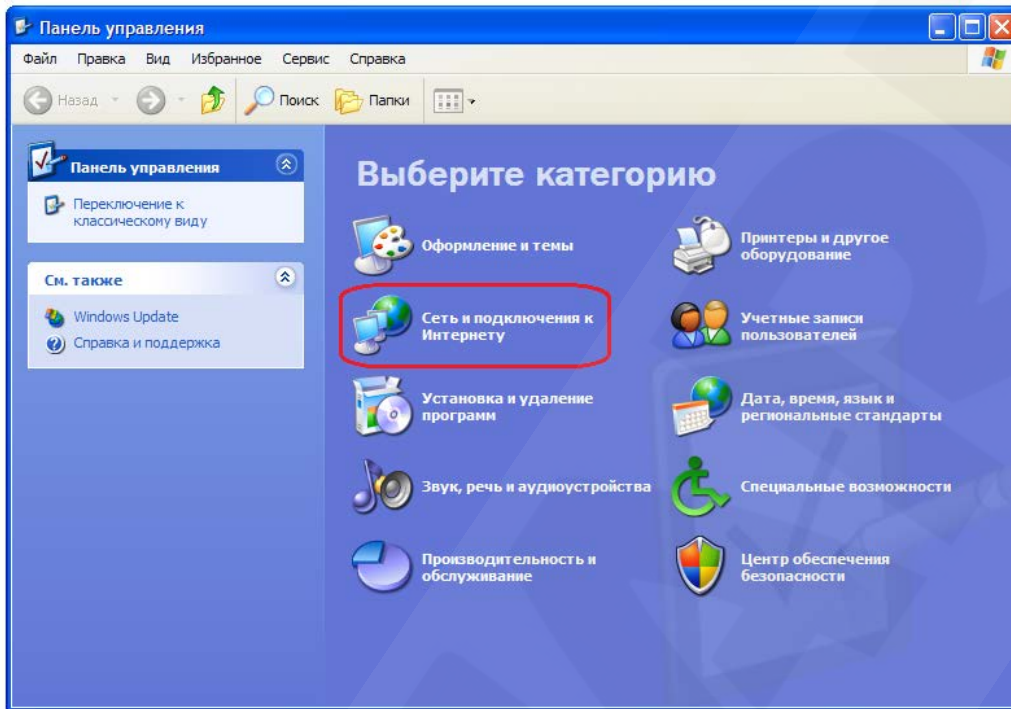 Панель управления
Файл Правка Вид Избранное Сервис Справка
Назад Поиск Папки
Панель управления
Переключение к
классическому виду
См. также
Windows Update
Справка и поддержка
Выберите категорию
Оформление и темы
Принтеры и другое
оборудование
Сеть и подключения к
Интернету
Учетные записи
пользователей
Установка и удаление
программ
Дата, время, язык и
региональные стандарты
Звук, речь и аудиоустройства
Специальные возможности
Производительность и
обслуживание
Центр обеспечения
безопасности